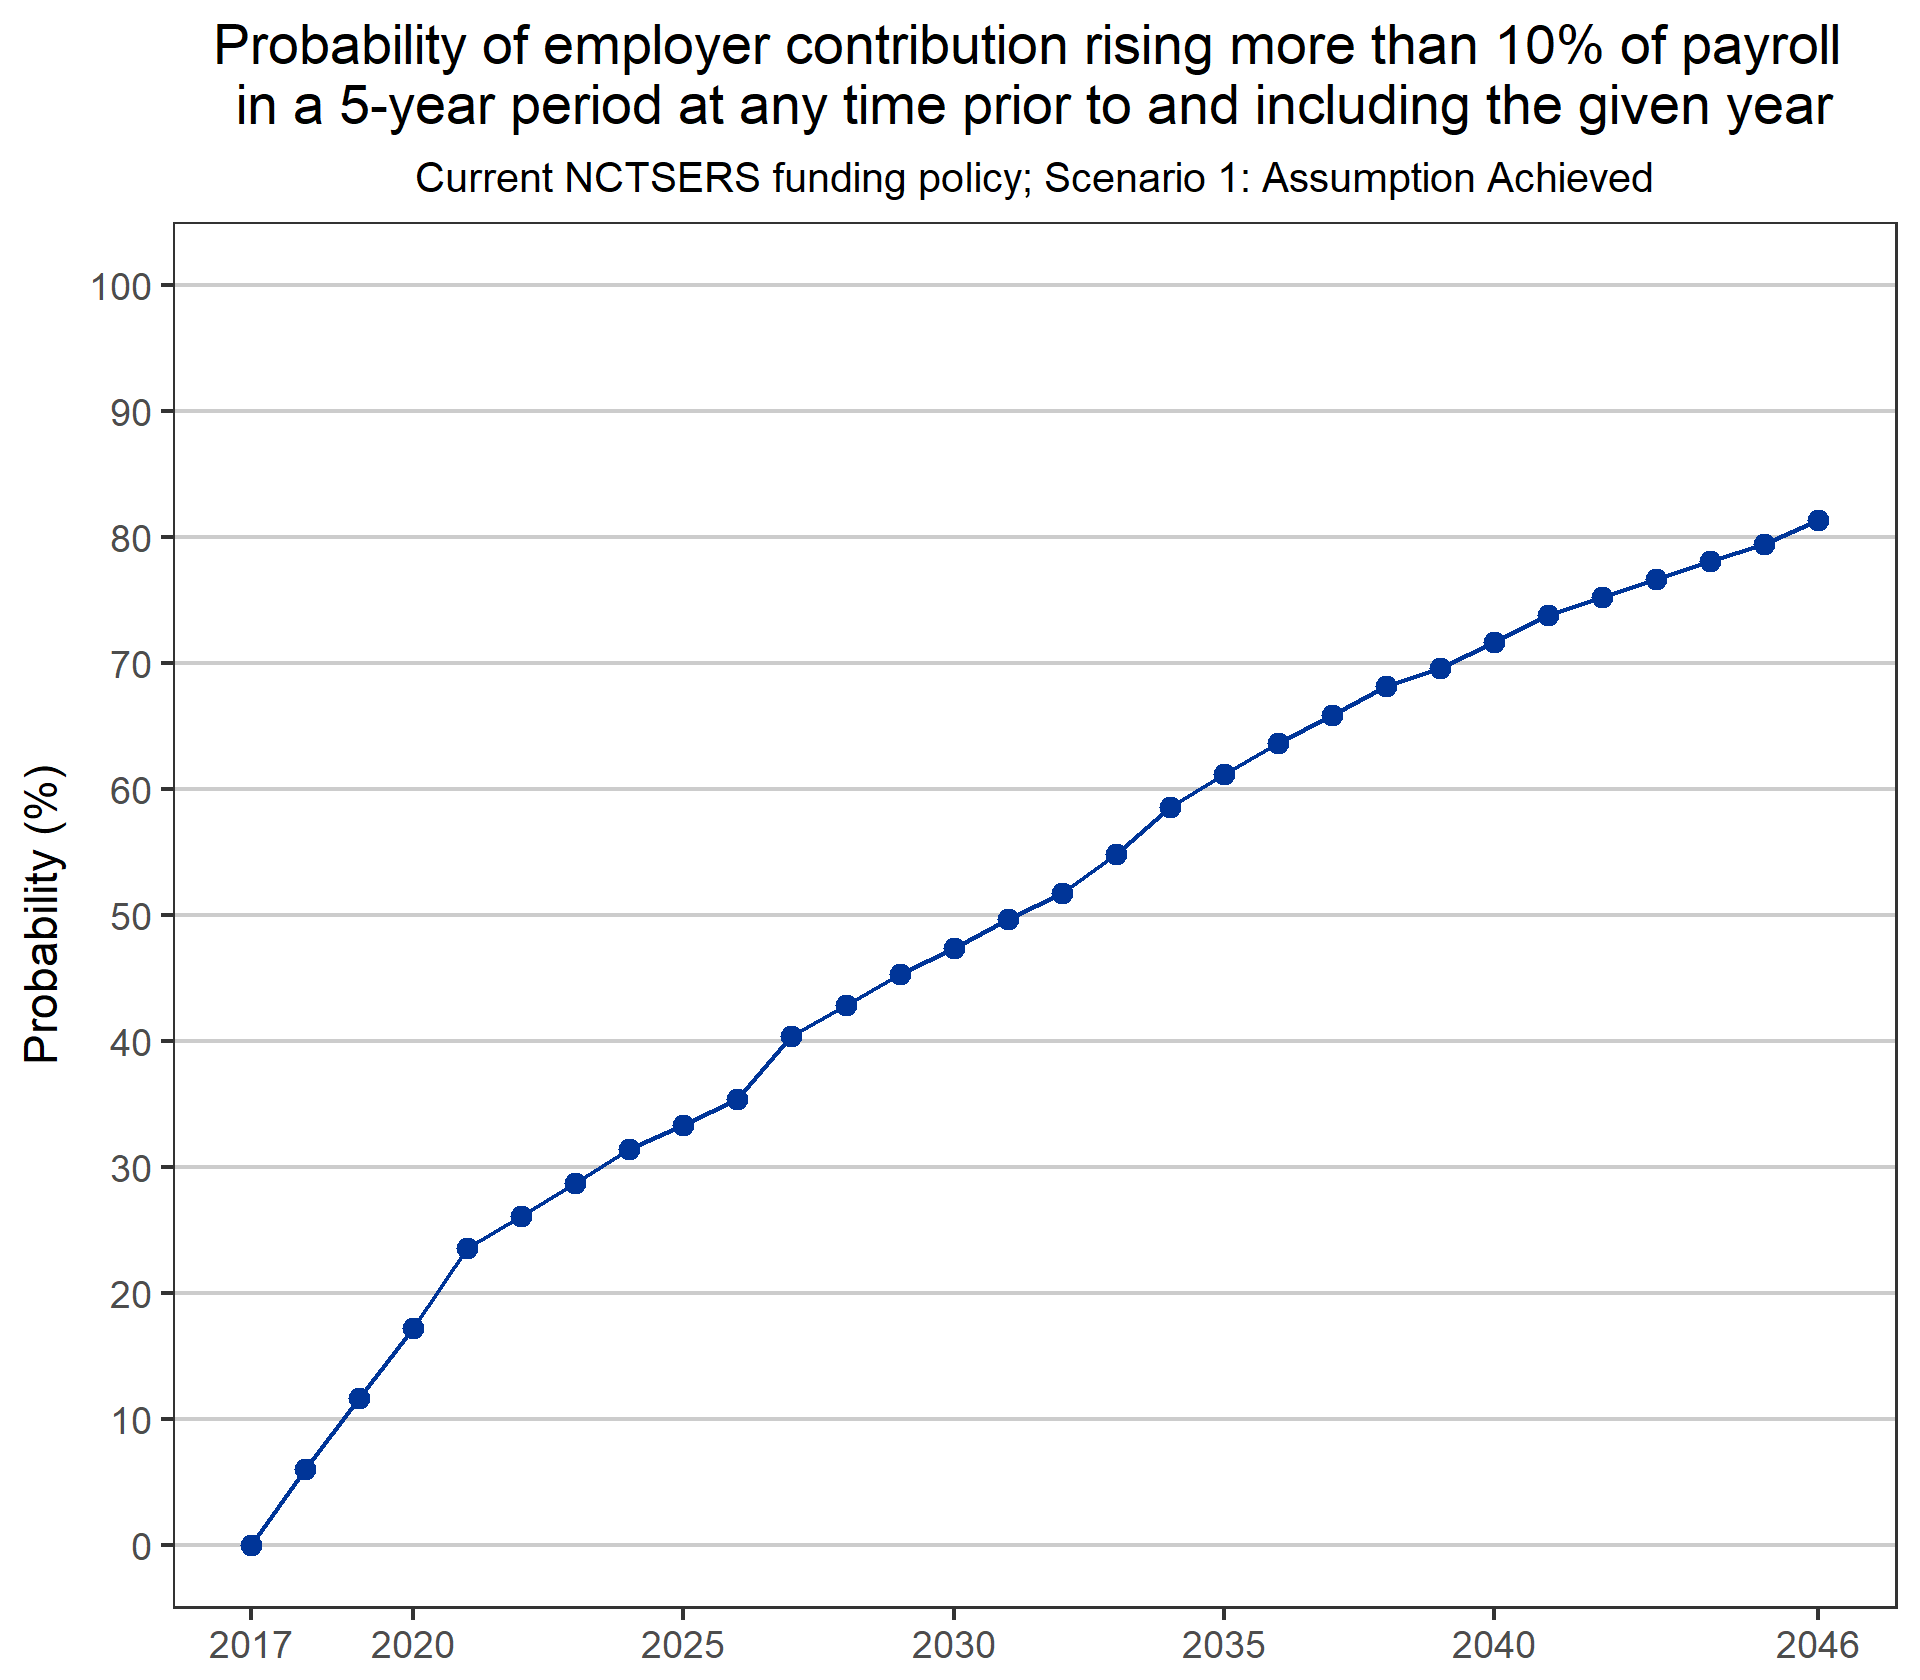 Probability of employer contribution rising more than 10% of payroll
in a 5-year period at any time prior to and including the given year
Current NCTSERS funding policy; Scenario 1: Assumption Achieved
Probability (%)
100
90
80
70
60
50
40
30
20
10
0
2017 2020 2025 2030 2035 2040 2046